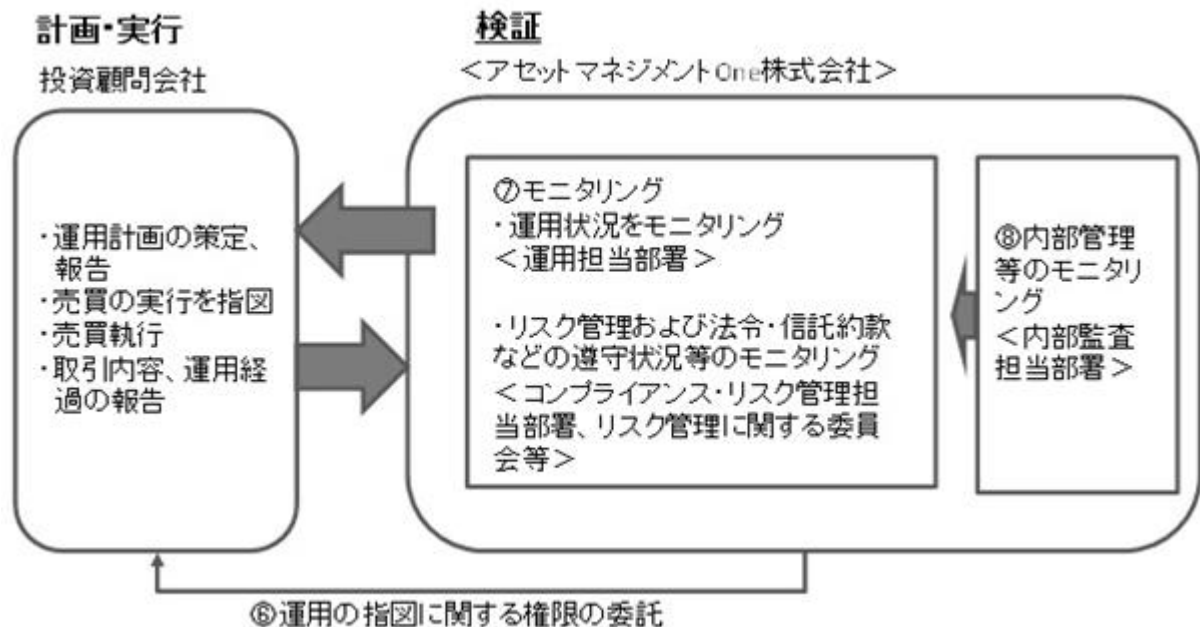 計画・実行
投資顧問会社
・運用計画の策定、
報告
・売買の実行を指図
・売買執行
・取引内容、運用経
過の報告
検証
＜アセットマネジメントOne株式会社＞
⑦モニタリング
・運用状況をモニタリング
＜運用担当部署＞
・リスク管理および法令・信託約款
などの遵守状況等のモニタリング
＜コンプライアンス・リスク管理担
当部署、リスク管理に関する委員
会等＞
⑧内部管理
等のモニタリ
ング
＜内部監査
担当部署＞
⑥運用の指図に関する権限の委託